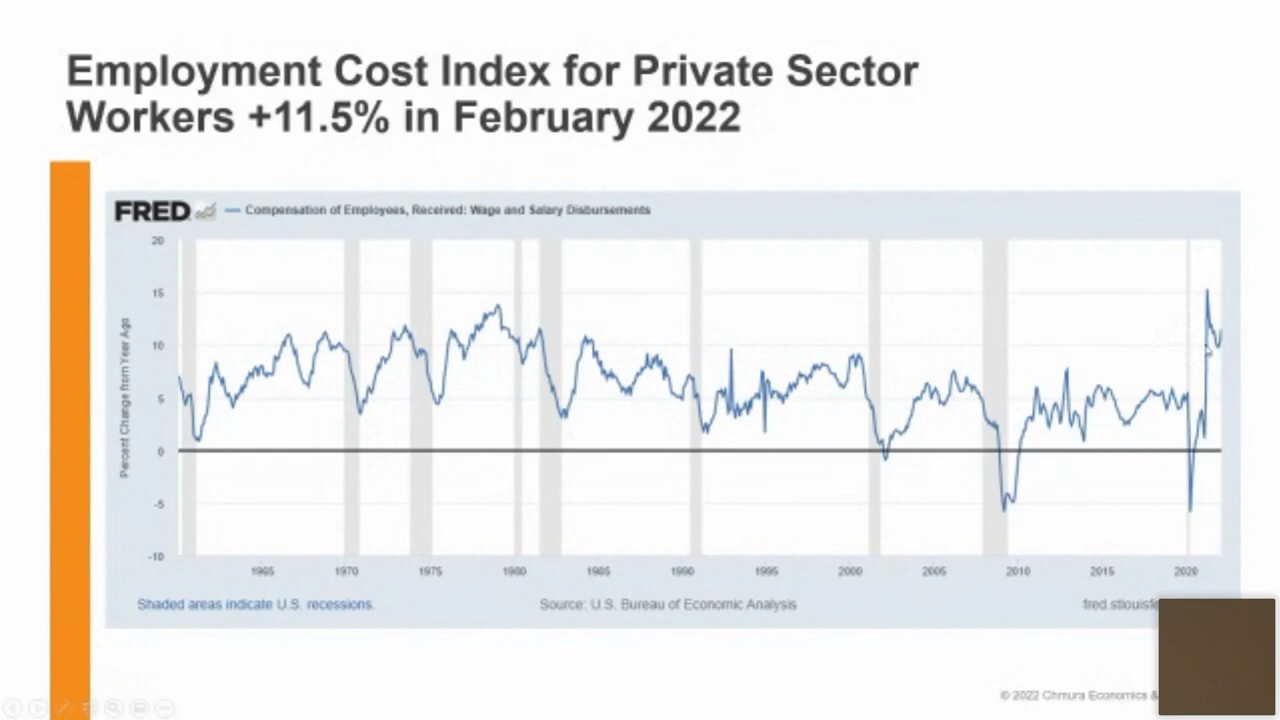 Employment Cost Index for Private Sector
Workers +11.5% in February 2022
FRED
Compensation of Employees, Received: Wage and Salary Disbursements
Percent Change from Year Ago
20
15
10
5
0
-5
-10
1965 1970 1975 1980 1985 1990 1995 2000 2005 2010 2015 2020
Shaded areas indicate U.S. recessions. Source: U.S. Bureau of Economic Analysis
© 2022 Chmura Economics &